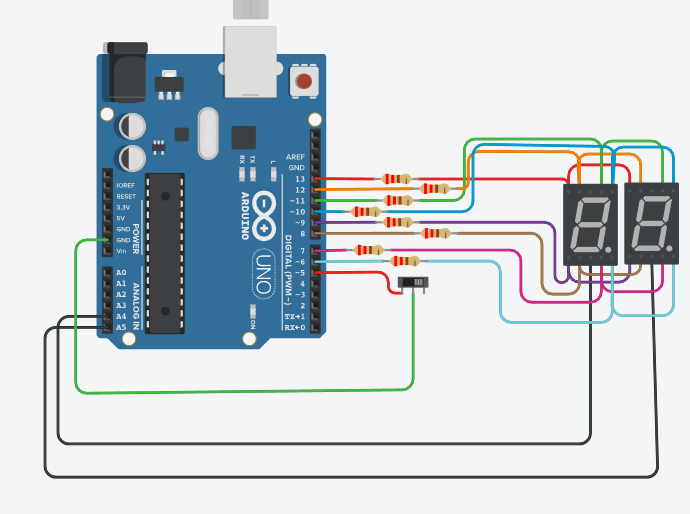 AREF
GND
13
12
~11
~10
~9
8
7
~6
~5
4
~3
2
TX→1
RX←0
DIGITAL (PWM~)
RX
TX
L
ARDUINO
UNO
ON
IOREF
RESET
3.3V
5V
GND
GND
Vin
POWER
A0
A1
A2
A3
A4
A5
ANALOG IN